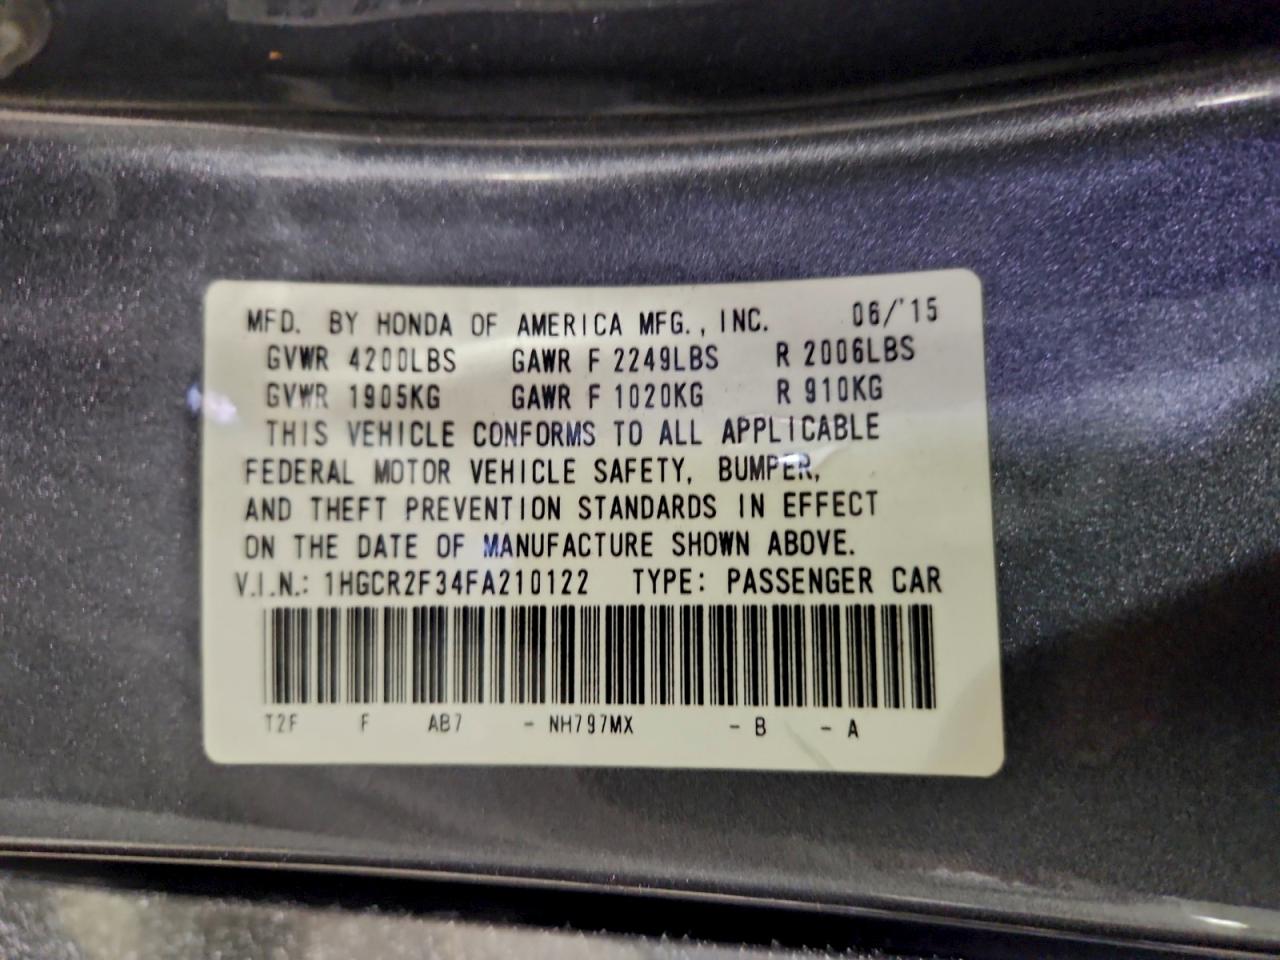 MFD. BY HONDA OF AMERICA MFG., INC. 06/'15
GVWR 4200LBS GAWR F 2249LBS R 2006LBS
GVWR 1905KG GAWR F 1020KG R 910KG
THIS VEHICLE CONFORMS TO ALL APPLICABLE
FEDERAL MOTOR VEHICLE SAFETY, BUMPER,
AND THEFT PREVENTION STANDARDS IN EFFECT
ON THE DATE OF MANUFACTURE SHOWN ABOVE.
V.I.N.: 1HGCR2F34FA210122 TYPE: PASSENGER CAR
T2F F AB7 - NH797MX - B - A